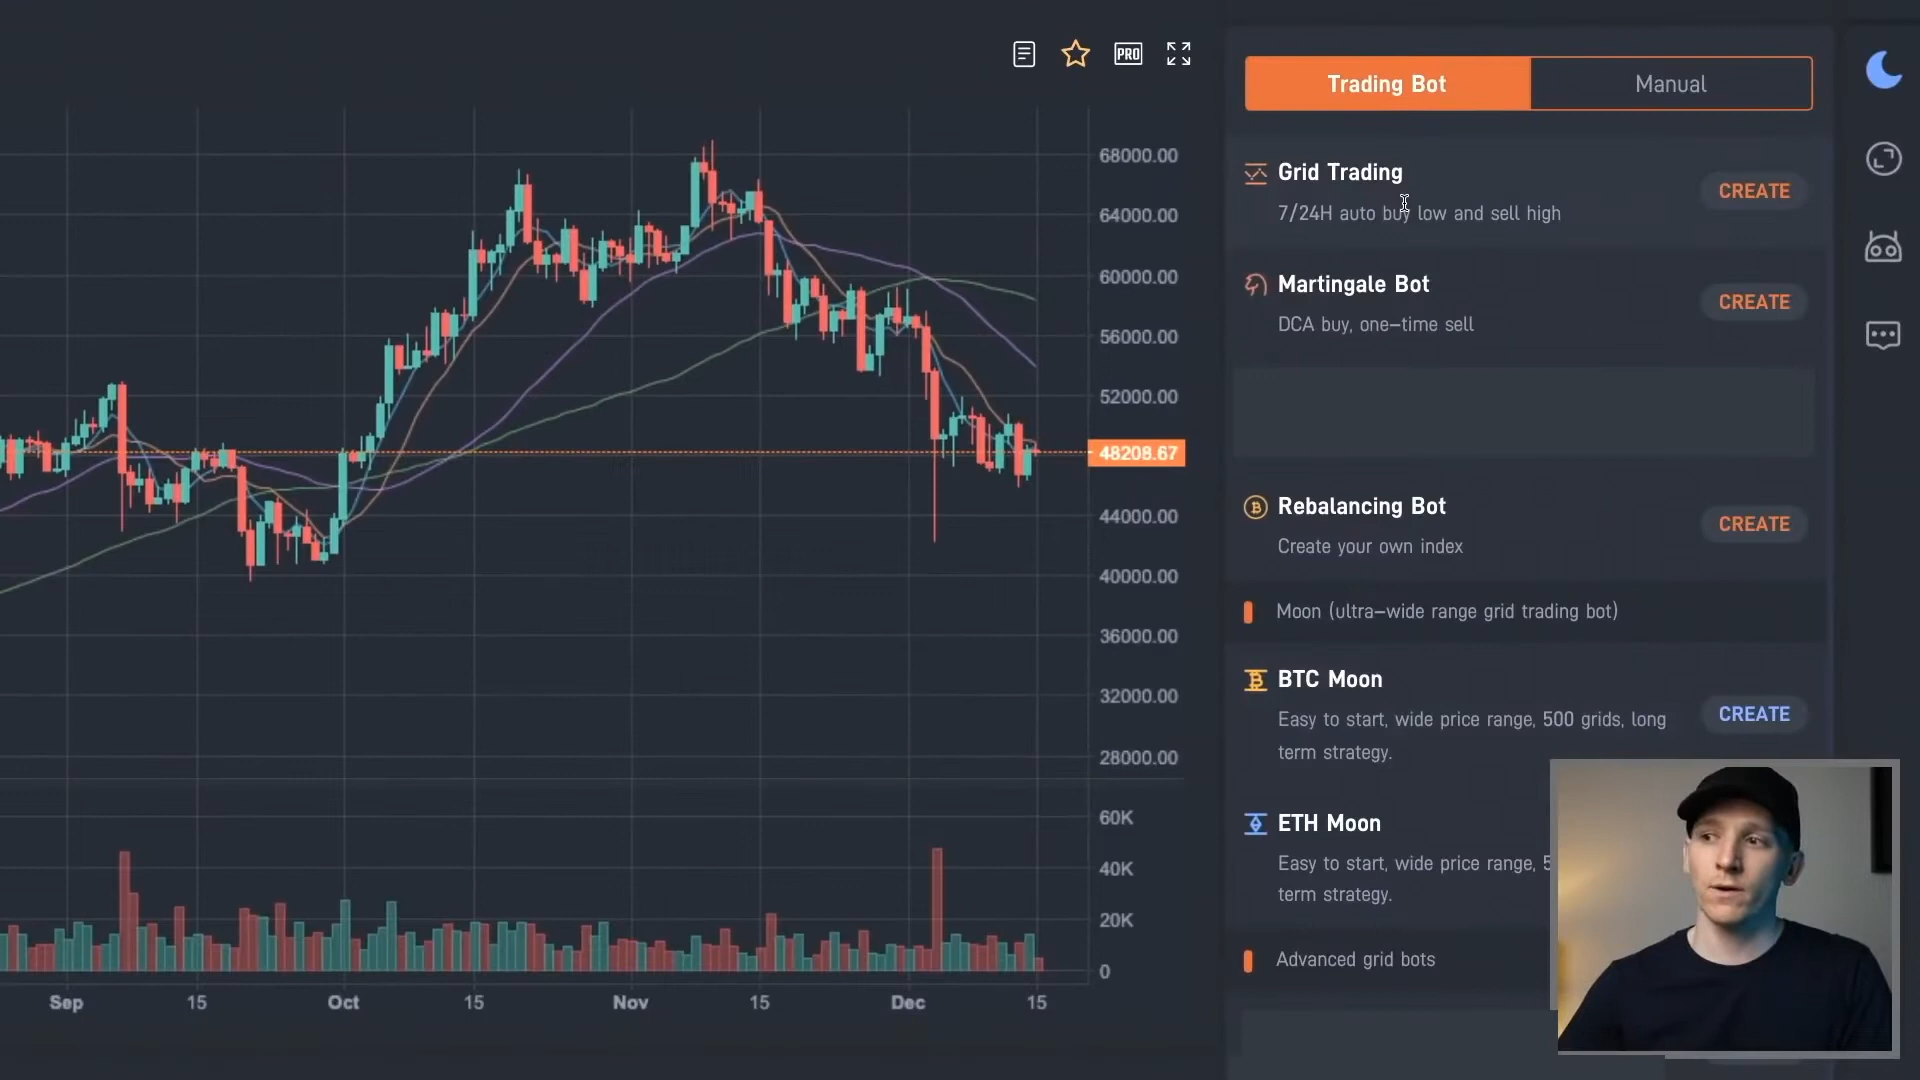 PRO
68000.00
64000.00
60000.00
56000.00
52000.00
48208.67
44000.00
40000.00
36000.00
32000.00
28000.00
60K
40K
20K
0
Sep 15 Oct 15 Nov 15 Dec 15
Trading Bot Manual
Grid Trading
7/24H auto buy low and sell high
CREATE
Martingale Bot
DCA buy, one-time sell
CREATE
Rebalancing Bot
Create your own index
CREATE
Moon (ultra-wide range grid trading bot)
BTC Moon
Easy to start, wide price range, 500 grids, long
term strategy.
CREATE
ETH Moon
Easy to start, wide price range, 5
term strategy.
Advanced grid bots